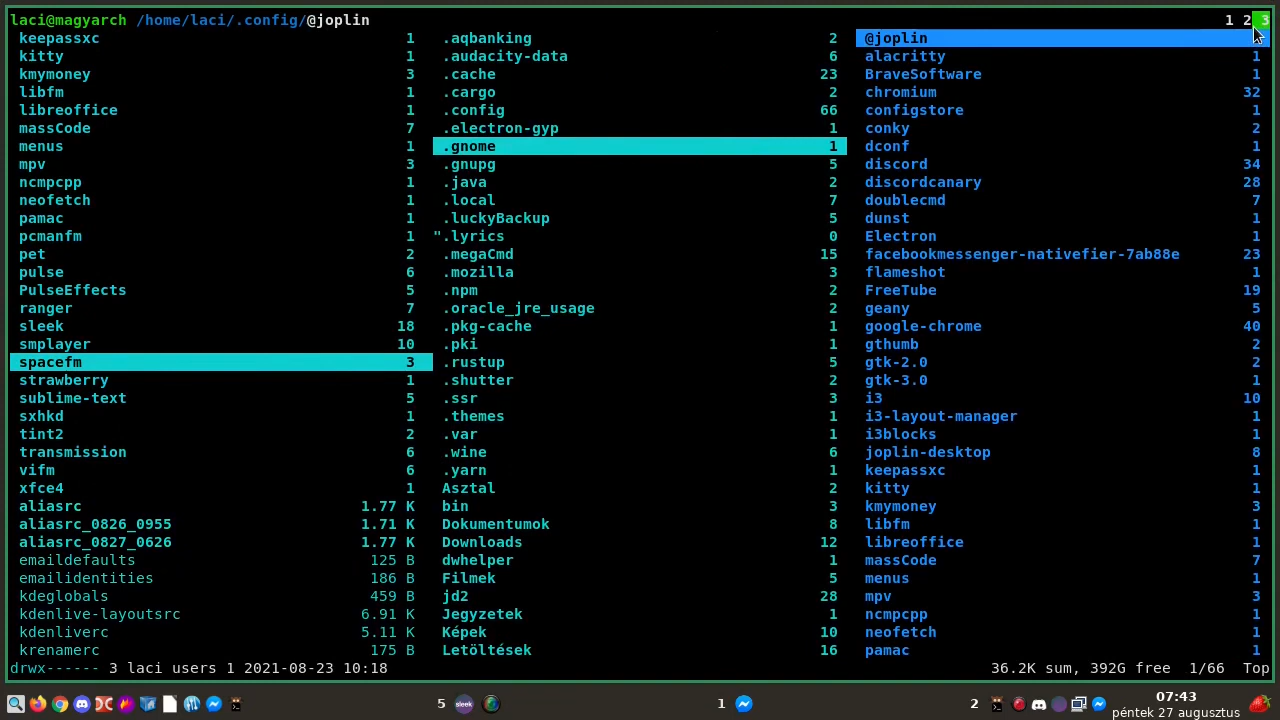 laci@magyarch /home/laci/.config/@joplin 1 2 3
keepassxc 1
kitty 1
kmymoney 3
libfm 1
libreoffice 1
massCode 7
menus 1
mpv 3
ncmpcpp 1
neofetch 1
pamac 1
pcmanfm 1
pet 2
pulse 6
PulseEffects 5
ranger 7
sleek 18
smplayer 10
spacefm 3
strawberry 1
sublime-text 5
sxhkd 1
tint2 2
transmission 6
vifm 6
xfce4 1
aliasrc 1.77 K
aliasrc_0826_0955 1.71 K
aliasrc_0827_0626 1.77 K
emaildefaults 125 B
emailidentities 186 B
kdeglobals 459 B
kdenlive-layoutsrc 6.91 K
kdenliverc 5.11 K
krenamerc 175 B
.aqbanking 2
.audacity-data 6
.cache 23
.cargo 2
.config 66
.electron-gyp 1
.gnome 1
.gnupg 5
.java 2
.local 7
.luckyBackup 5
".lyrics 0
.megaCmd 15
.mozilla 3
.npm 2
.oracle_jre_usage 2
.pkg-cache 1
.pki 1
.rustup 5
.shutter 2
.ssr 3
.themes 1
.var 1
.wine 6
.yarn 1
Asztal 2
bin 3
Dokumentumok 8
Downloads 12
dwhelper 1
Filmek 5
jd2 28
Jegyzetek 1
Képek 10
Letöltések 16
@joplin
alacritty 1
BraveSoftware 1
chromium 32
configstore 1
conky 2
dconf 1
discord 34
discordcanary 28
doublecmd 7
dunst 1
Electron 1
facebookmessenger-nativefier-7ab88e 23
flameshot 1
FreeTube 19
geany 5
google-chrome 40
gthumb 2
gtk-2.0 2
gtk-3.0 1
i3 10
i3-layout-manager 1
i3blocks 1
joplin-desktop 8
keepassxc 1
kitty 1
kmymoney 3
libfm 1
libreoffice 1
massCode 7
menus 1
mpv 3
ncmpcpp 1
neofetch 1
pamac 1
drwx------ 3 laci users 1 2021-08-23 10:18 36.2K sum, 392G free 1/66 Top
5 sleek 1 2 07:43
péntek 27 augusztus